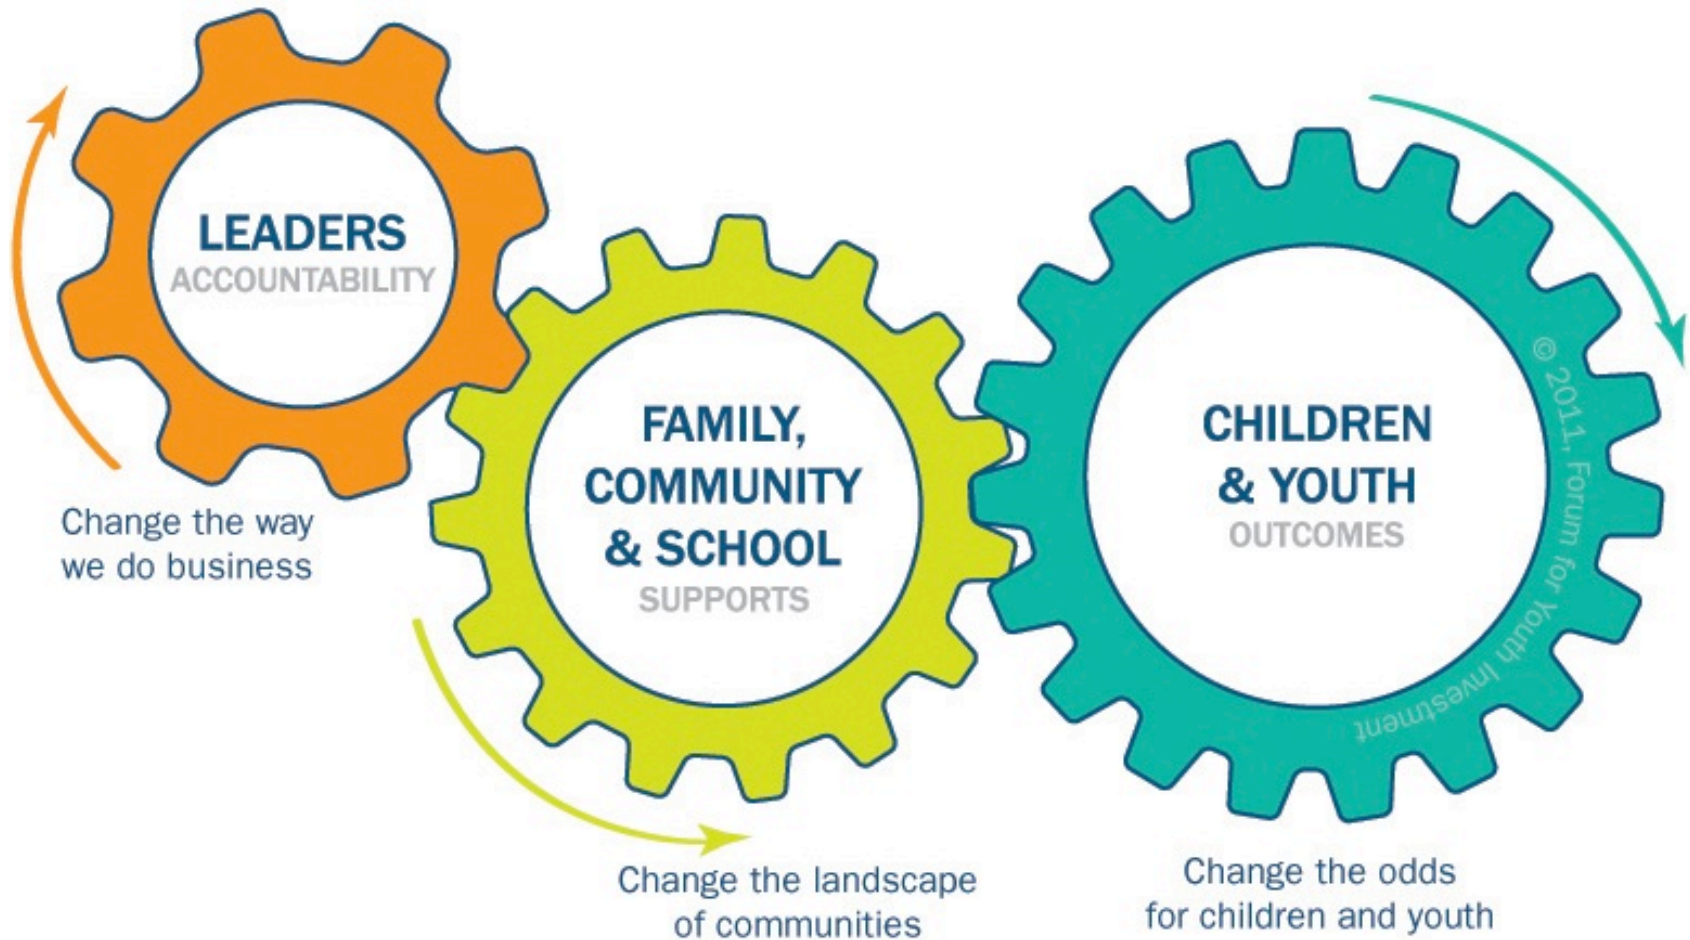 LEADERS
ACCOUNTABILITY
Change the way
we do business
FAMILY,
COMMUNITY
& SCHOOL
SUPPORTS
Change the landscape
of communities
CHILDREN
& YOUTH
OUTCOMES
© 2011, Forum for Youth Investment
Change the odds
for children and youth